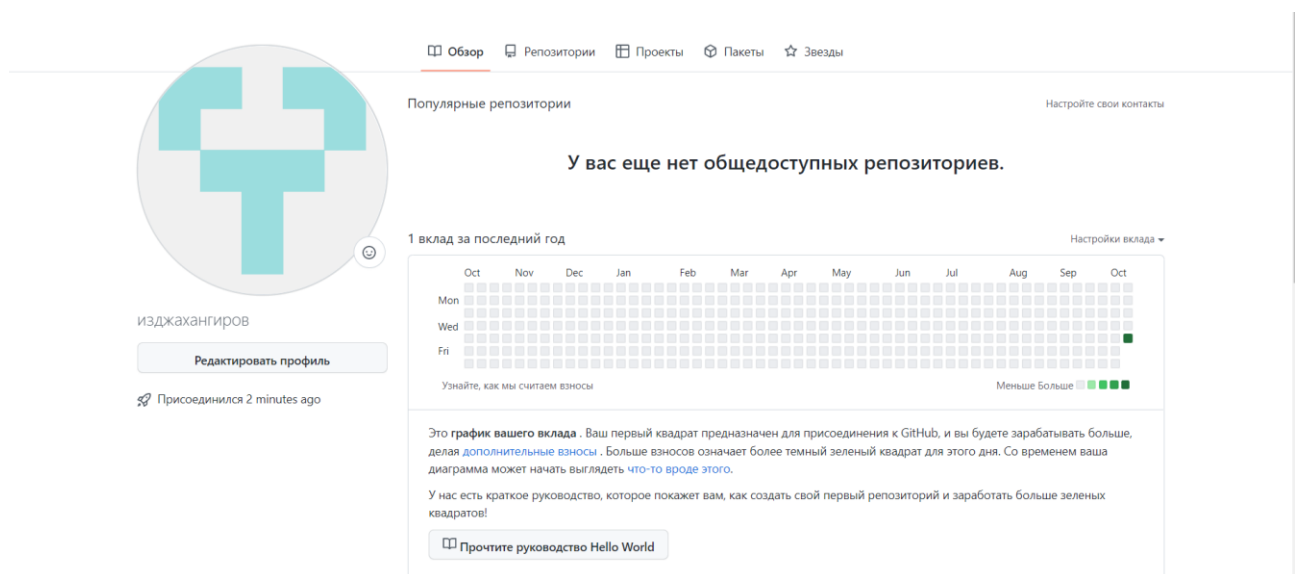 Обзор Репозитории Проекты Пакеты Звезды
Популярные репозитории Настройте свои контакты
У вас еще нет общедоступных репозиториев.
1 вклад за последний год Настройки вклада
Oct Nov Dec Jan Feb Mar Apr May Jun Jul Aug Sep Oct
Mon
Wed
Fri
Узнайте, как мы считаем взносы Меньше Больше
изджахангиров
Редактировать профиль
Присоединился 2 minutes ago
Это график вашего вклада . Ваш первый квадрат предназначен для присоединения к GitHub, и вы будете зарабатывать больше,
делая дополнительные взносы . Больше взносов означает более темный зеленый квадрат для этого дня. Со временем ваша
диаграмма может начать выглядеть что-то вроде этого.
У нас есть краткое руководство, которое покажет вам, как создать свой первый репозиторий и заработать больше зеленых
квадратов!
Прочтите руководство Hello World